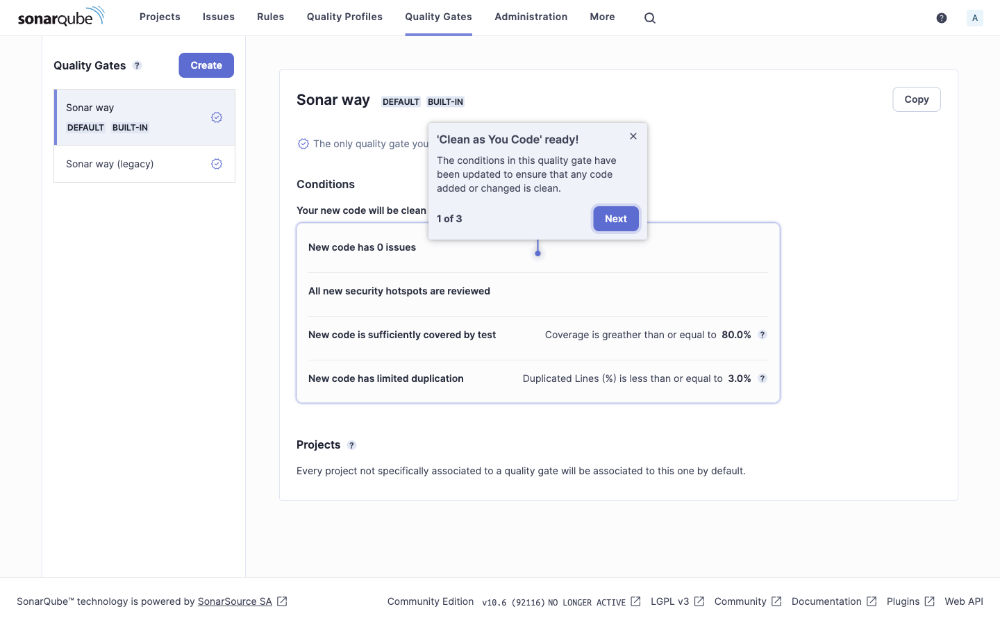 sonarqube
Projects
Issues
Rules
Quality Profiles
Quality Gates
Administration
More
?
A
Quality Gates ?
Create
Sonar way
DEFAULT BUILT-IN
Sonar way (legacy)
Sonar way DEFAULT BUILT-IN
Copy
The only quality gate you
'Clean as You Code' ready!
The conditions in this quality gate have
been updated to ensure that any code
added or changed is clean.
1 of 3
Next
Conditions
Your new code will be clean
New code has 0 issues
All new security hotspots are reviewed
New code is sufficiently covered by test
Coverage is greather than or equal to 80.0% ?
New code has limited duplication
Duplicated Lines (%) is less than or equal to 3.0% ?
Projects ?
Every project not specifically associated to a quality gate will be associated to this one by default.
SonarQube™ technology is powered by SonarSource SA
Community Edition
v10.6 (92116) NO LONGER ACTIVE
LGPL v3
Community
Documentation
Plugins
Web API